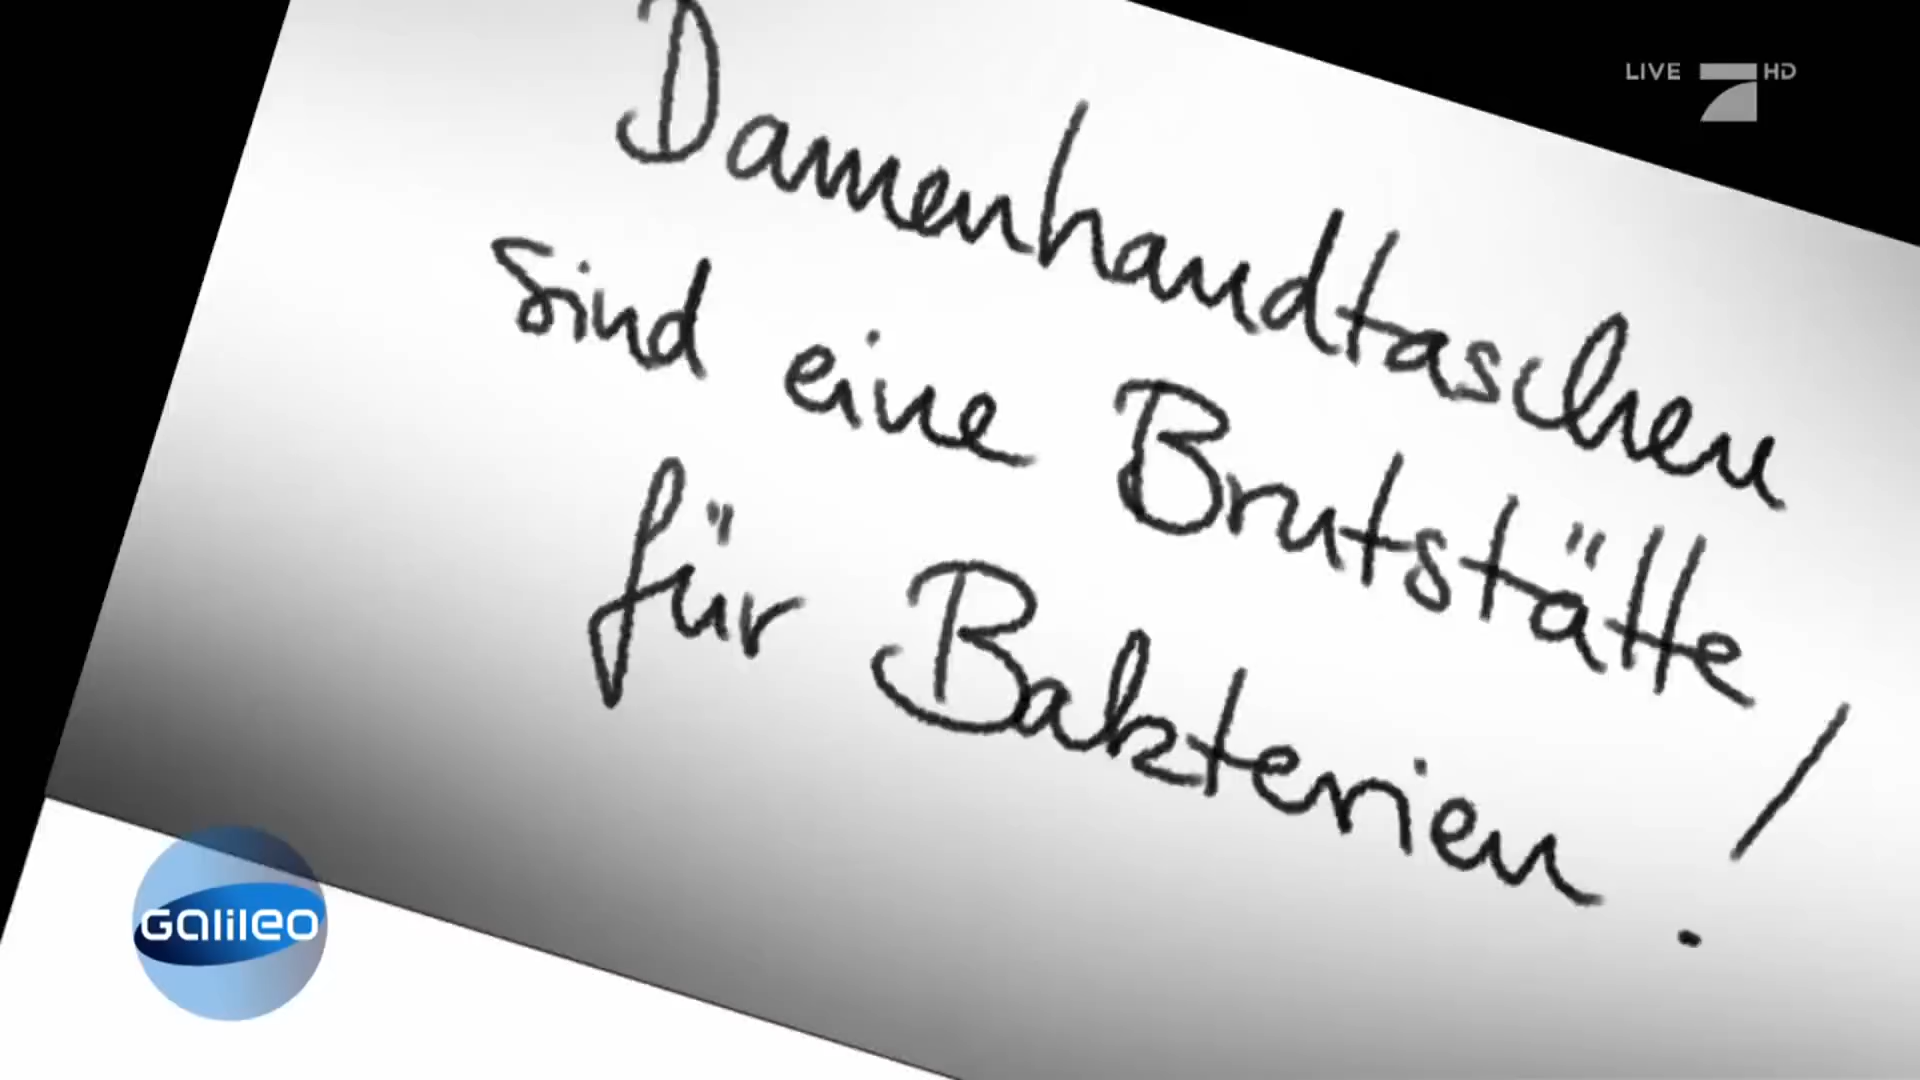 LIVE HD
Damenhandtaschen
sind eine Brutstätte
für Bakterien!
Galileo